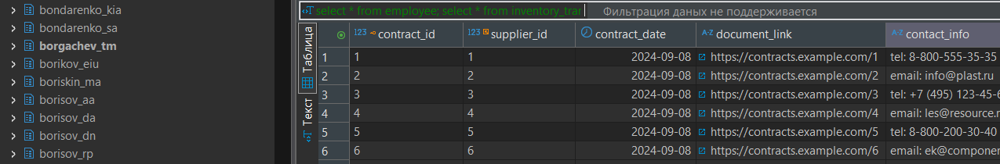 bondarenko_kia
bondarenko_sa
borgachev_tm
borikov_eiu
boriskin_ma
borisov_aa
borisov_da
borisov_dn
borisov_rp
select * from employee; select * from inventory_tran Фильтрация даных не поддерживается
Таблица
Текст
123 contract_id 123 supplier_id contract_date A-Z document_link A-Z contact_info
1 1 1 2024-09-08 https://contracts.example.com/1 tel: 8-800-555-35-35
2 2 2 2024-09-08 https://contracts.example.com/2 email: info@plast.ru
3 3 3 2024-09-08 https://contracts.example.com/3 tel: +7 (495) 123-45-6
4 4 4 2024-09-08 https://contracts.example.com/4 email: les@resource.r
5 5 5 2024-09-08 https://contracts.example.com/5 tel: 8-800-200-30-40
6 6 6 2024-09-08 https://contracts.example.com/6 email: ek@componen